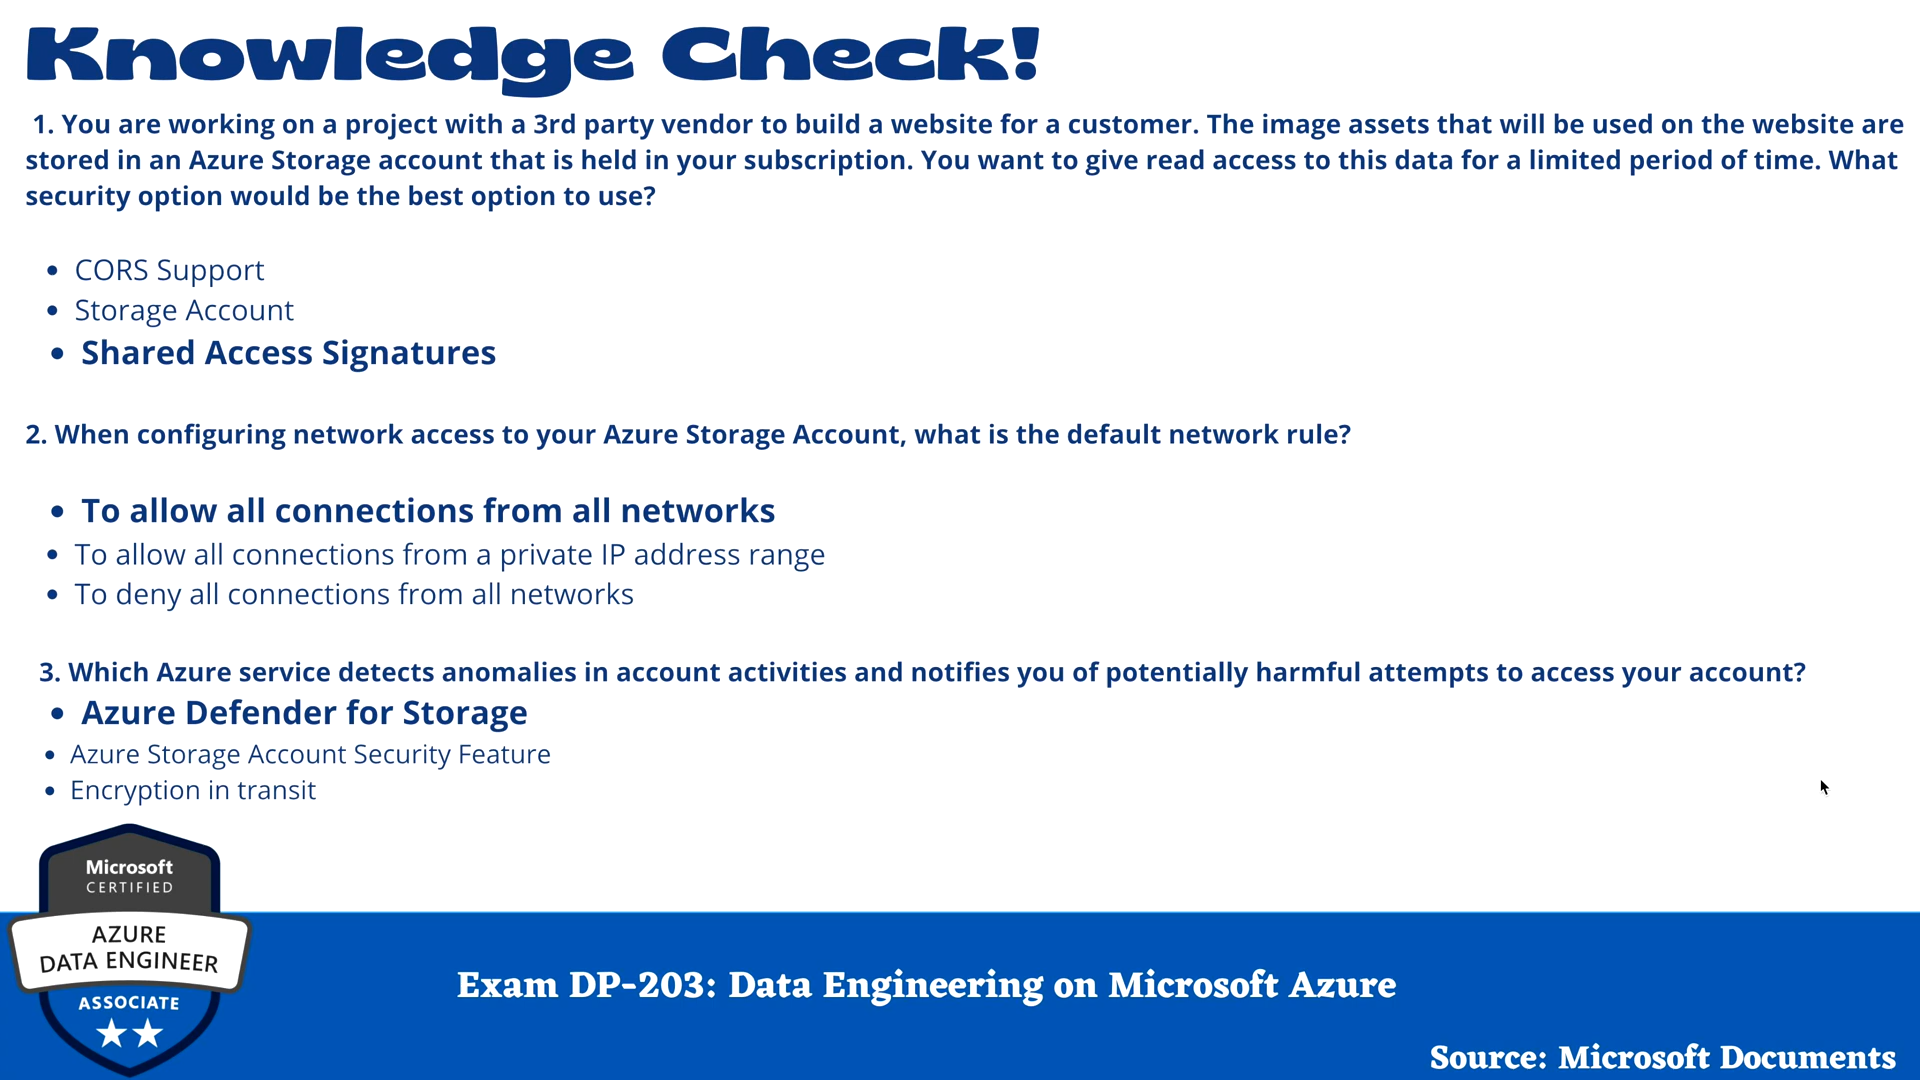 Knowledge Check!
1. You are working on a project with a 3rd party vendor to build a website for a customer. The image assets that will be used on the website are
stored in an Azure Storage account that is held in your subscription. You want to give read access to this data for a limited period of time. What
security option would be the best option to use?
• CORS Support
• Storage Account
• Shared Access Signatures
2. When configuring network access to your Azure Storage Account, what is the default network rule?
• To allow all connections from all networks
• To allow all connections from a private IP address range
• To deny all connections from all networks
3. Which Azure service detects anomalies in account activities and notifies you of potentially harmful attempts to access your account?
• Azure Defender for Storage
• Azure Storage Account Security Feature
• Encryption in transit
Microsoft
CERTIFIED
AZURE
DATA ENGINEER
ASSOCIATE
Exam DP-203: Data Engineering on Microsoft Azure
Source: Microsoft Documents